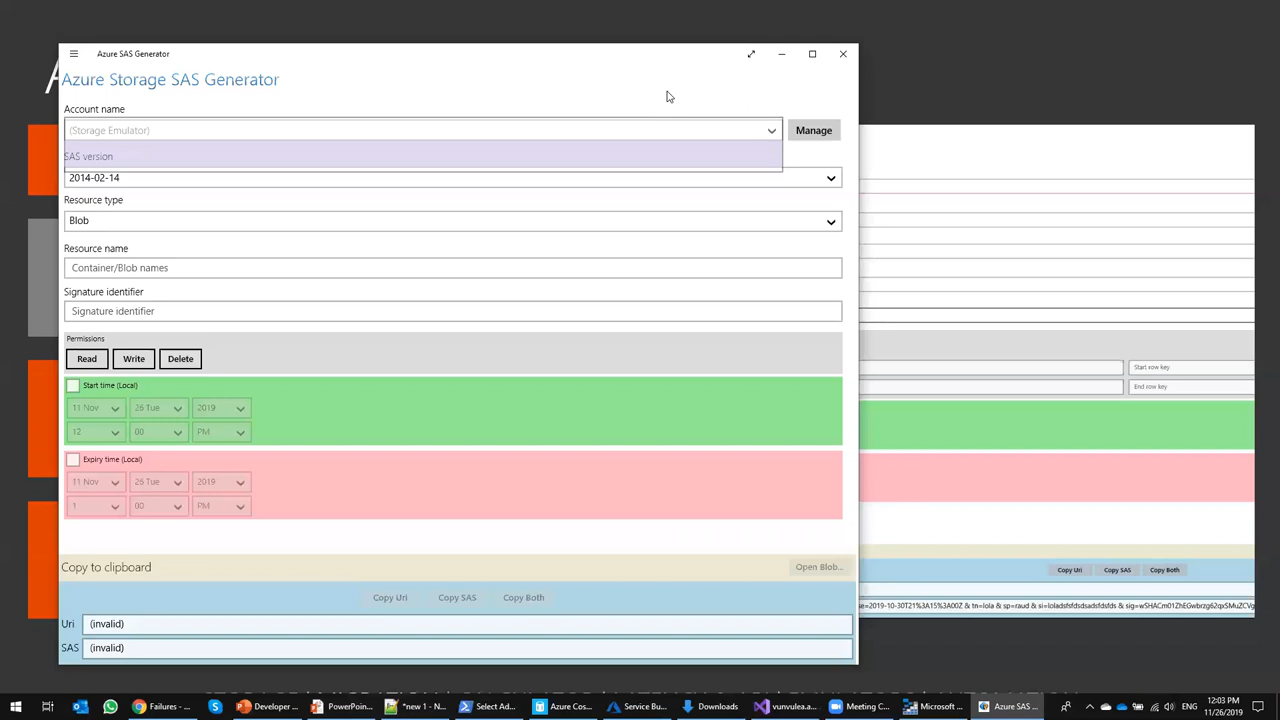 Azure SAS Generator
Azure Storage SAS Generator
Account name
(Storage Emulator)
Manage
SAS version
2014-02-14
Resource type
Blob
Resource name
Container/Blob names
Signature identifier
Signature identifier
Permissions
Read Write Delete
Start row key
End row key
Start time (Local)
11 Nov 26 Tue 2019
12 00 PM
Expiry time (Local)
11 Nov 26 Tue 2019
1 00 PM
Copy to clipboard
Open Blob...
Copy Uri Copy SAS Copy Both
Copy Uri Copy SAS Copy Both
Uri (invalid)
SAS (invalid)
Failures - ...
Developer ...
PowerPoin...
*new 1 - N...
Select Ad...
Azure Cos...
Service Bu...
Downloads
vunvulea.a...
Meeting C...
Microsoft ...
Azure SAS ...
12:03 PM
11/26/2019